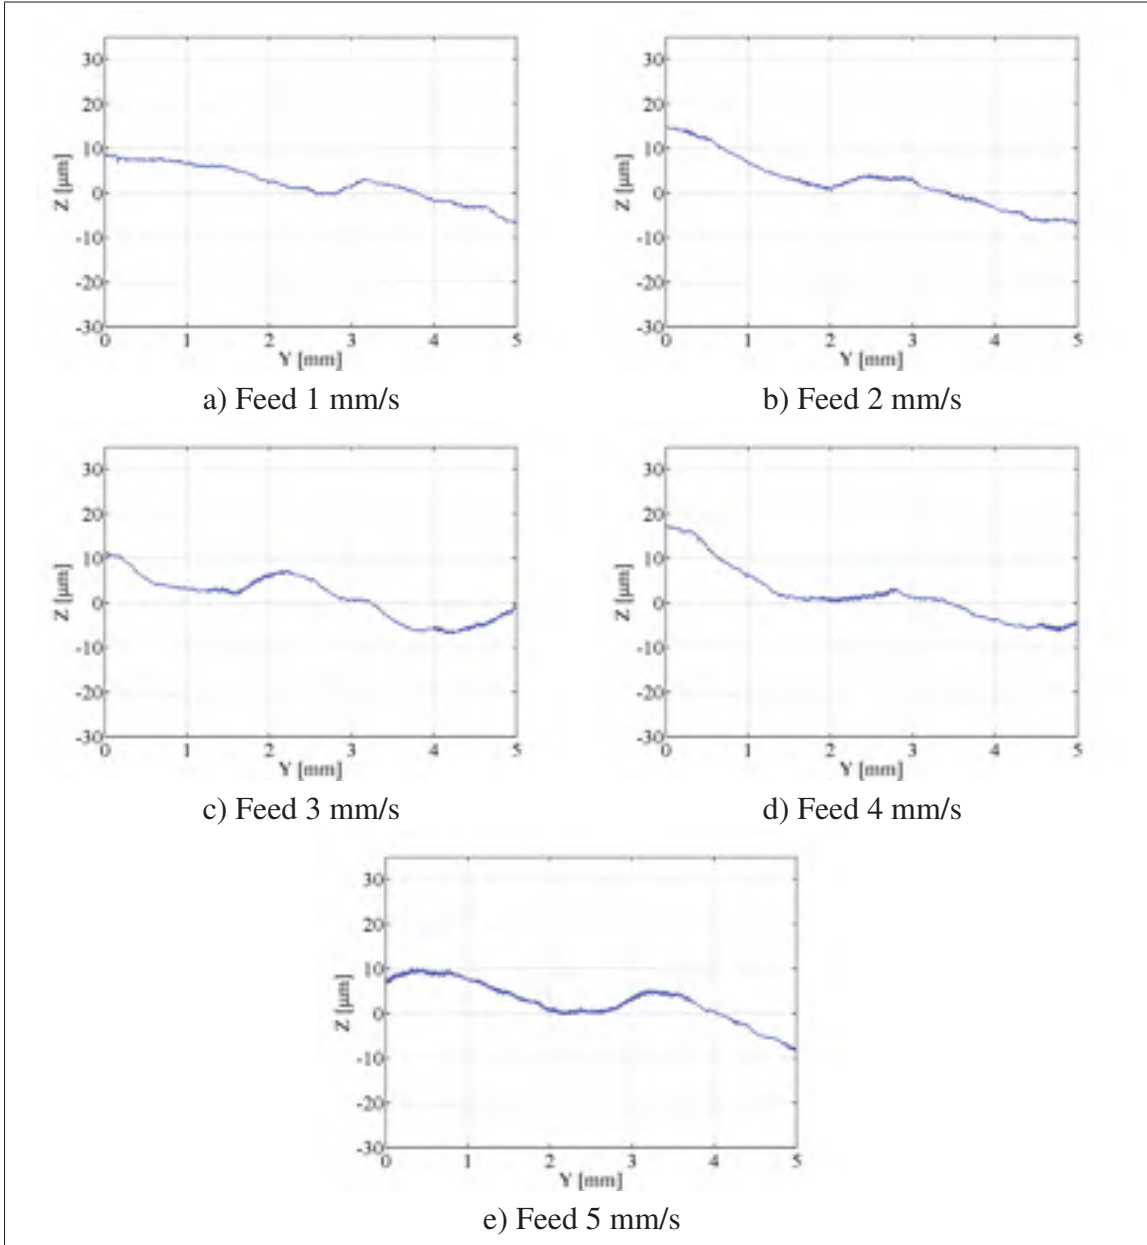 30 30
20 20
10 10
Z [μm] 0 Z [μm] 0
-10 -10
-20 -20
-30 -30
0 1 2 3 4 5 0 1 2 3 4 5
Y [mm] Y [mm]
a) Feed 1 mm/s b) Feed 2 mm/s
30 30
20 20
10 10
Z [μm] 0 Z [μm] 0
-10 -10
-20 -20
-30 -30
0 1 2 3 4 5 0 1 2 3 4 5
Y [mm] Y [mm]
c) Feed 3 mm/s d) Feed 4 mm/s
30
20
10
Z [μm] 0
-10
-20
-30
0 1 2 3 4 5
Y [mm]
e) Feed 5 mm/s